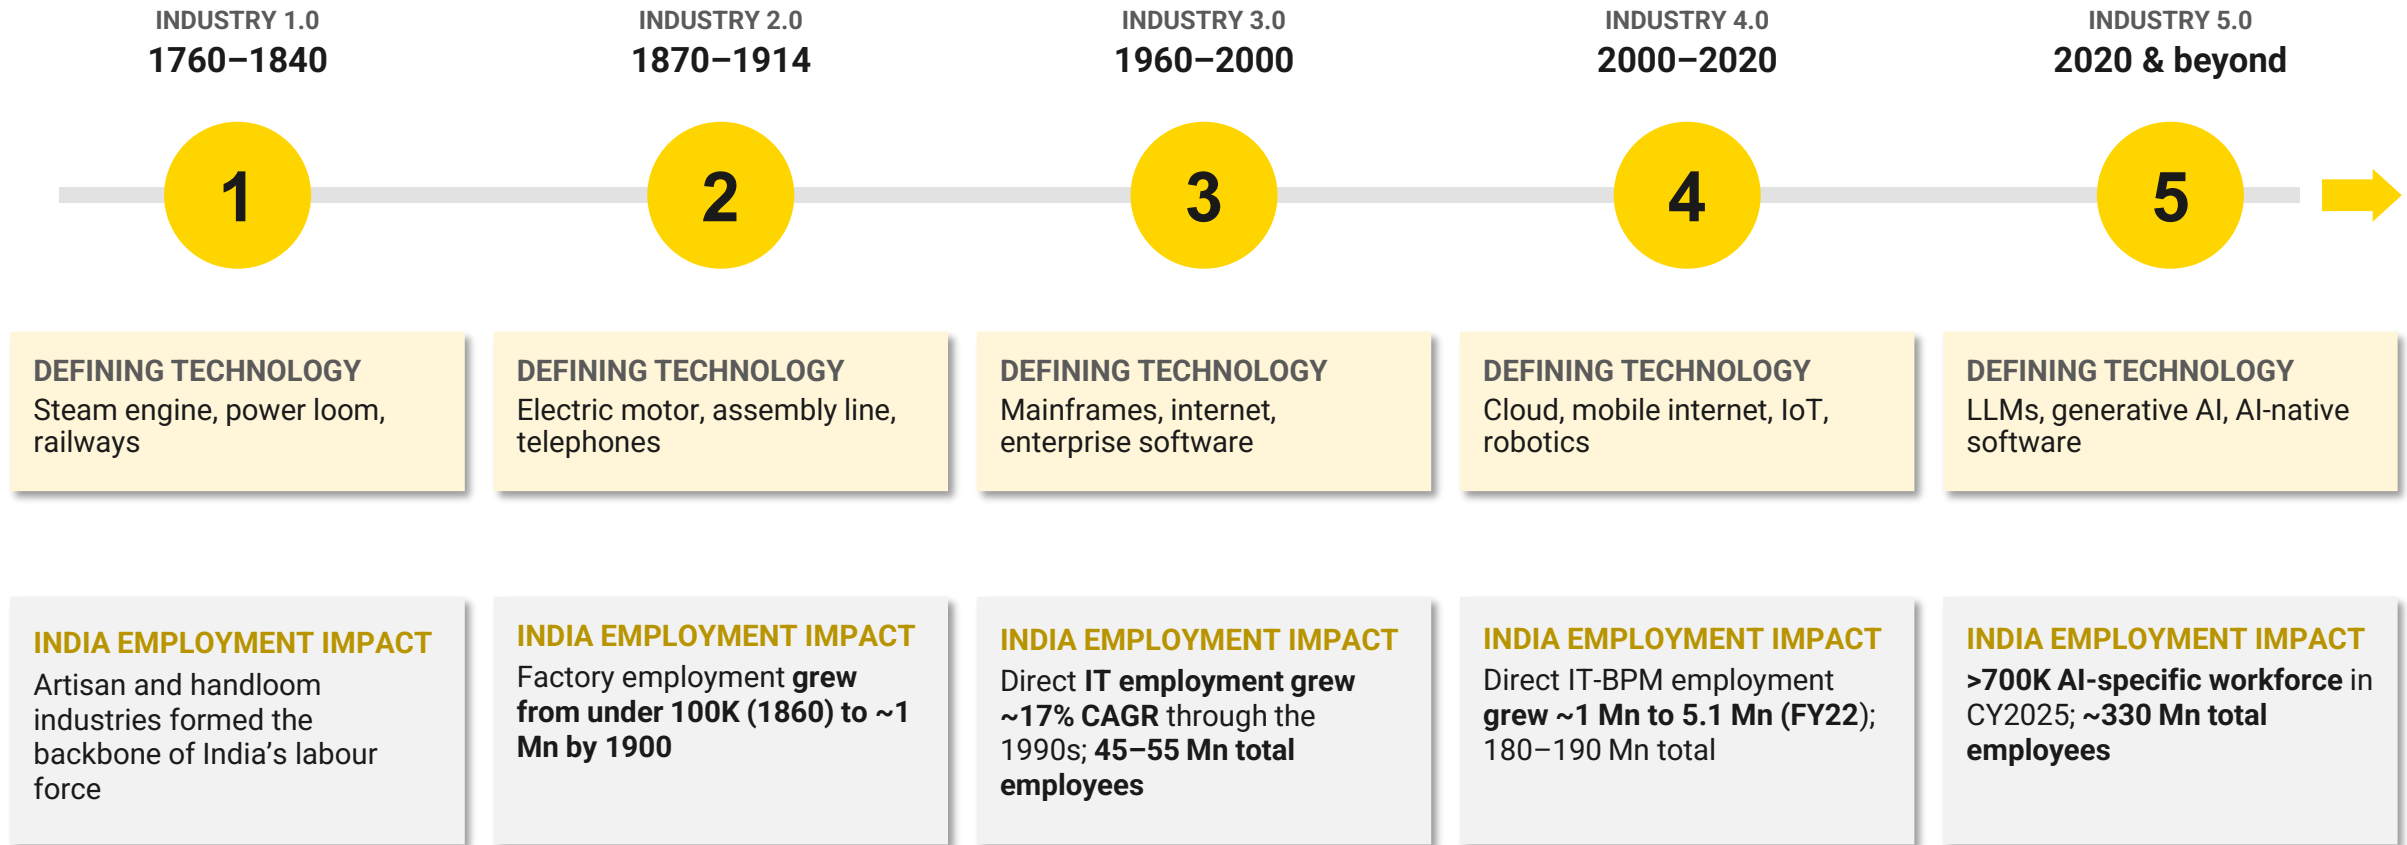 INDUSTRY 1.0
1760–1840
INDUSTRY 2.0
1870–1914
INDUSTRY 3.0
1960–2000
INDUSTRY 4.0
2000–2020
INDUSTRY 5.0
2020 & beyond
1
2
3
4
5
DEFINING TECHNOLOGY
Steam engine, power loom,
railways
DEFINING TECHNOLOGY
Electric motor, assembly line,
telephones
DEFINING TECHNOLOGY
Mainframes, internet,
enterprise software
DEFINING TECHNOLOGY
Cloud, mobile internet, IoT,
robotics
DEFINING TECHNOLOGY
LLMs, generative AI, AI-native
software
INDIA EMPLOYMENT IMPACT
Artisan and handloom
industries formed the
backbone of India’s labour
force
INDIA EMPLOYMENT IMPACT
Factory employment grew
from under 100K (1860) to ~1
Mn by 1900
INDIA EMPLOYMENT IMPACT
Direct IT employment grew
~17% CAGR through the
1990s; 45–55 Mn total
employees
INDIA EMPLOYMENT IMPACT
Direct IT-BPM employment
grew ~1 Mn to 5.1 Mn (FY22);
180–190 Mn total
INDIA EMPLOYMENT IMPACT
>700K AI-specific workforce in
CY2025; ~330 Mn total
employees